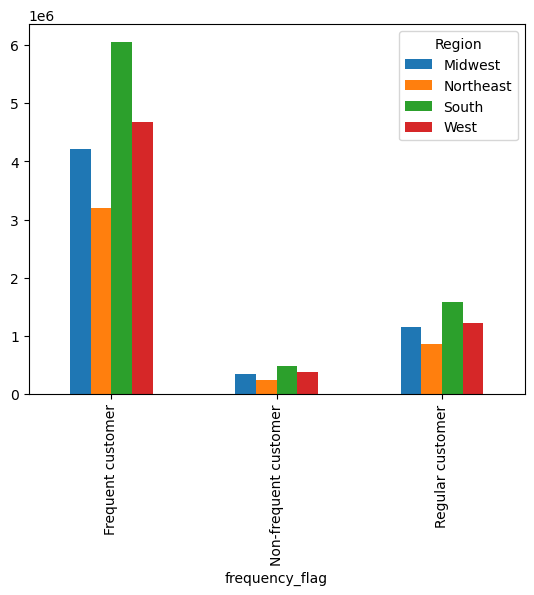 1e6
6
5
4
3
2
1
0
Region
Midwest
Northeast
South
West
Frequent customer
Non-frequent customer
Regular customer
frequency_flag